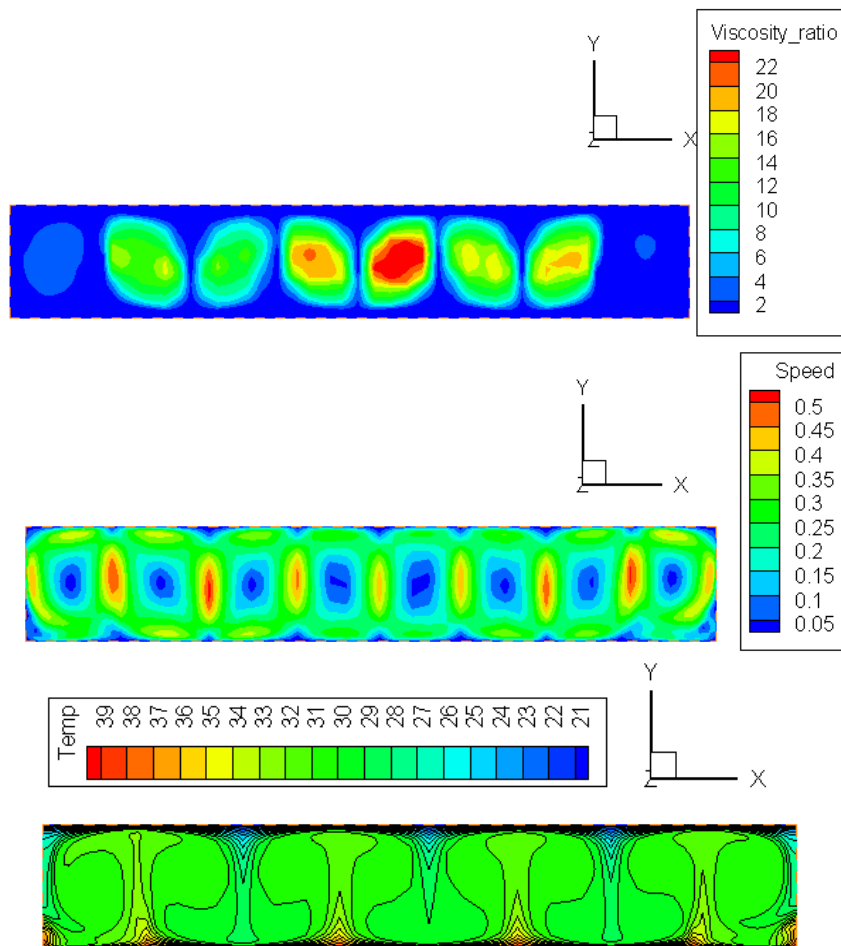 Viscosity_ratio
Y
X
Z
22
20
18
16
14
12
10
8
6
4
2
Speed
Y
X
Z
0.5
0.45
0.4
0.35
0.3
0.25
0.2
0.15
0.1
0.05
Y
X
Z
Temp
39 38 37 36 35 34 33 32 31 30 29 28 27 26 25 24 23 22 21